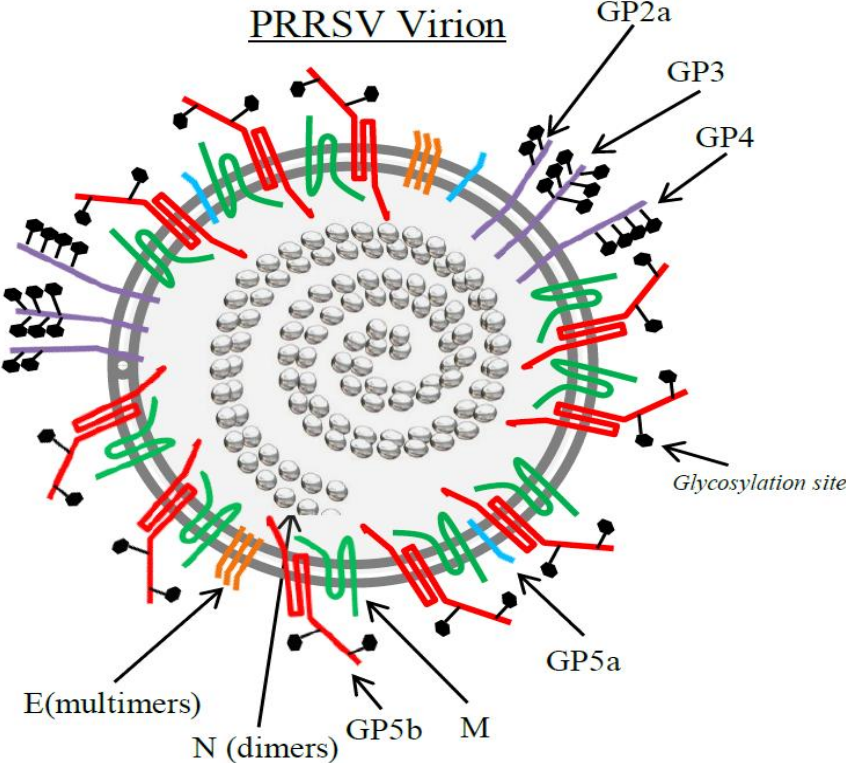 PRRSV Virion
GP2a
GP3
GP4
Glycosylation site
GP5a
E(multimers)
N (dimers)
GP5b
M